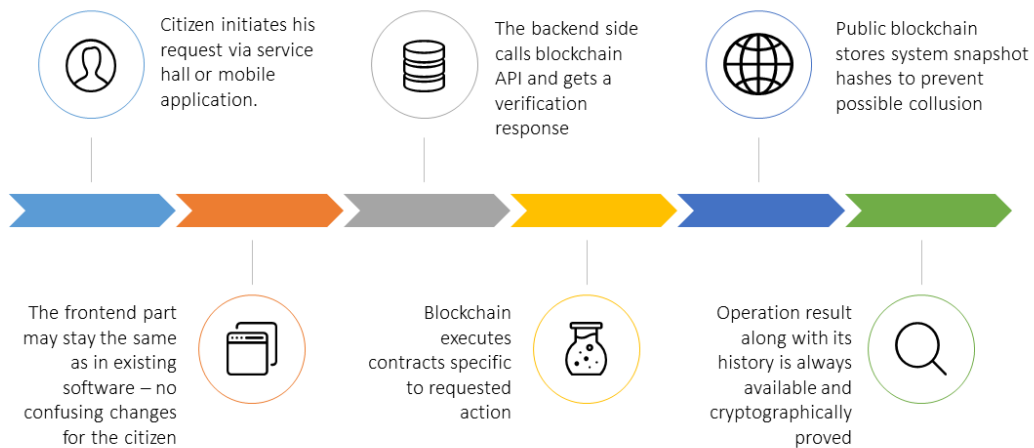 Citizen initiates his
request via service
hall or mobile
application.
The frontend part
may stay the same
as in existing
software – no
confusing changes
for the citizen
The backend side
calls blockchain
API and gets a
verification
response
Blockchain
executes
contracts specific
to requested
action
Public blockchain
stores system snapshot
hashes to prevent
possible collusion
Operation result
along with its
history is always
available and
cryptographically
proved